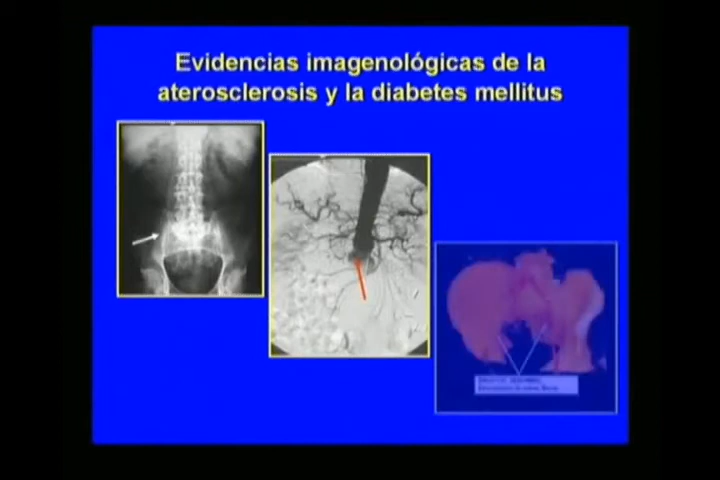 Evidencias imagenológicas de la
aterosclerosis y la diabetes mellitus